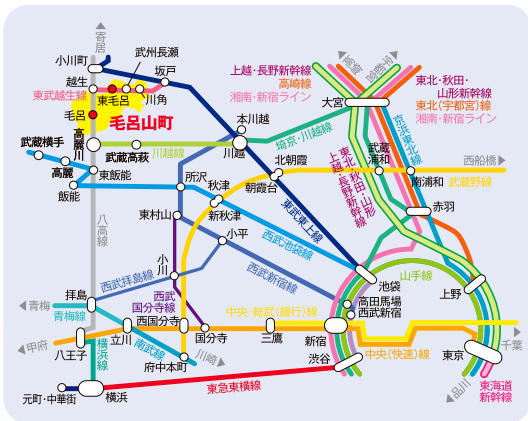 寄居
小川町
武州長瀬
坂戸
越生
東武越生線
東毛呂
川角
毛呂
毛呂山町
上越・長野新幹線
高崎線
湘南・新宿ライン
高崎
宇都宮
東北・秋田・
山形新幹線
東北(宇都宮)線
湘南・新宿ライン
大宮
本川越
川越
埼京・川越線
京浜東北線
武蔵横手
高麗川
武蔵高萩
川越線
高麗
東飯能
飯能
北朝霞
朝霞台
武蔵
浦和
南浦和
西船橋
武蔵野線
東北・秋田・山形
上越・長野新幹線
所沢
秋津
新秋津
東武東上線
赤羽
八高線
東村山
小平
西武池袋線
小川
西武新宿線
西武拝島線
池袋
山手線
上野
拝島
青梅
青梅線
西武
国分寺線
高田馬場
西武新宿
中央・総武(緩行)線
立川
西国分寺
国分寺
三鷹
新宿
千葉
甲府
八王子
横浜線
南武線
川崎
府中本町
渋谷
中央(快速)線
東京
品川
東海道
新幹線
元町・中華街
横浜
東急東横線